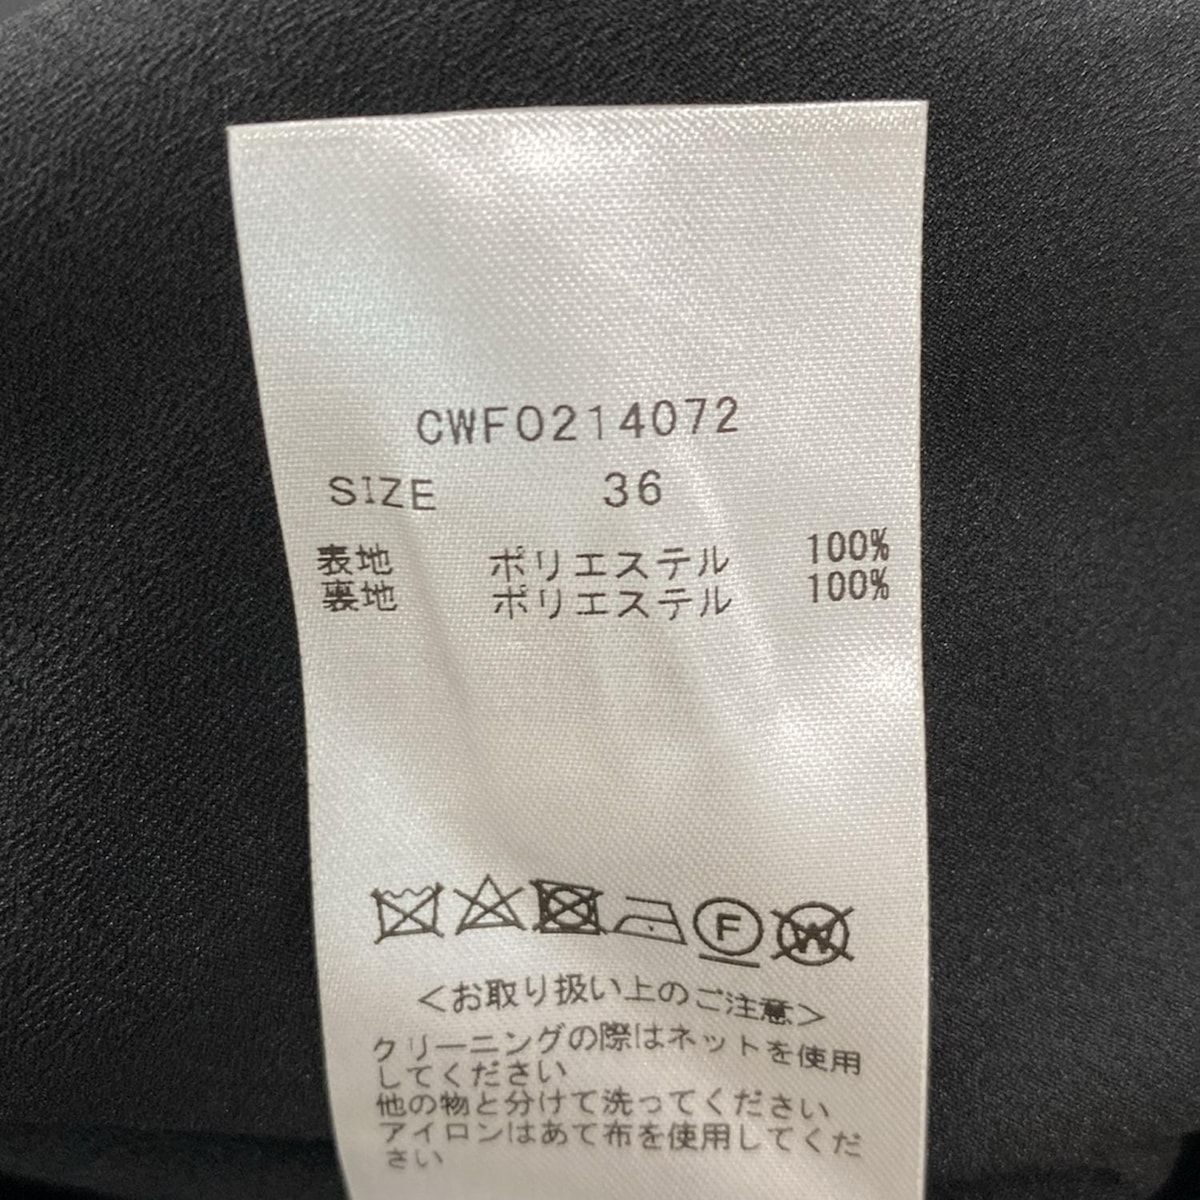 CWF0214072
SIZE 36
表地 ポリエステル 100%
裏地 ポリエステル 100%
F W
<お取り扱い上のご注意>
クリーニングの際はネットを使用
してください
他の物と分けて洗ってください
アイロンはあて布を使用してくだ
さい